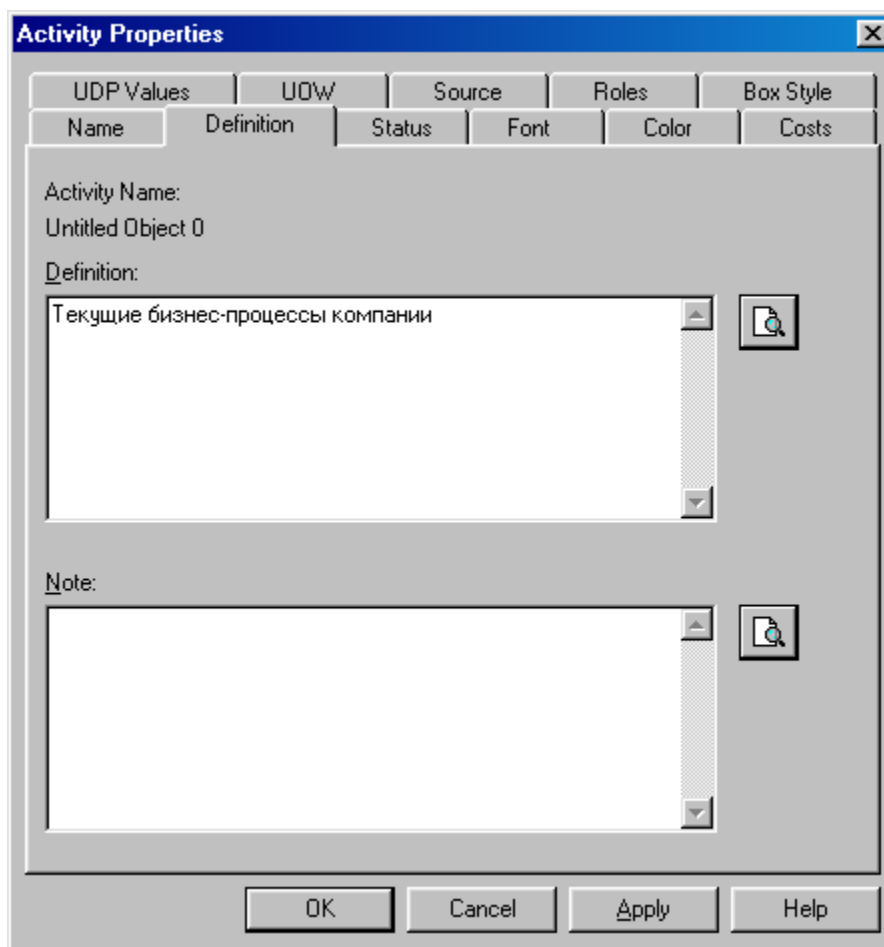 Activity Properties
UDP Values UOW Source Roles Box Style
Name Definition Status Font Color Costs
Activity Name:
Untitled Object 0
Definition:
Текущие бизнес-процессы компании
Note:
OK Cancel Apply Help